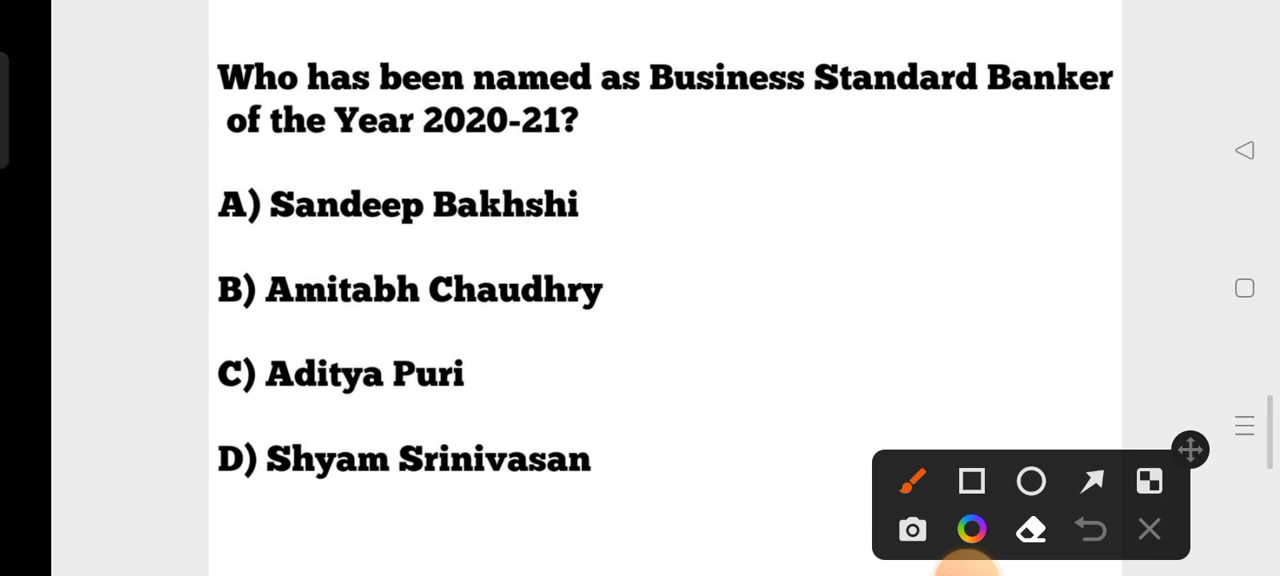 Who has been named as Business Standard Banker
of the Year 2020-21?
A) Sandeep Bakhshi
B) Amitabh Chaudhry
C) Aditya Puri
D) Shyam Srinivasan